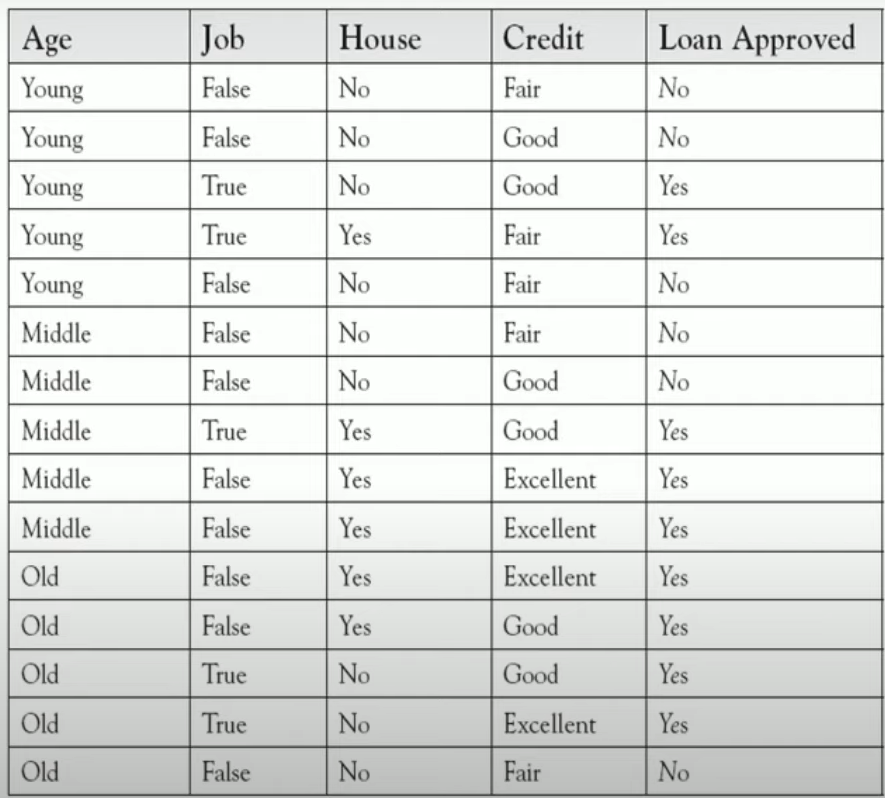 Age Job House Credit Loan Approved
Young False No Fair No
Young False No Good No
Young True No Good Yes
Young True Yes Fair Yes
Young False No Fair No
Middle False No Fair No
Middle False No Good No
Middle True Yes Good Yes
Middle False Yes Excellent Yes
Middle False Yes Excellent Yes
Old False Yes Excellent Yes
Old False Yes Good Yes
Old True No Good Yes
Old True No Excellent Yes
Old False No Fair No